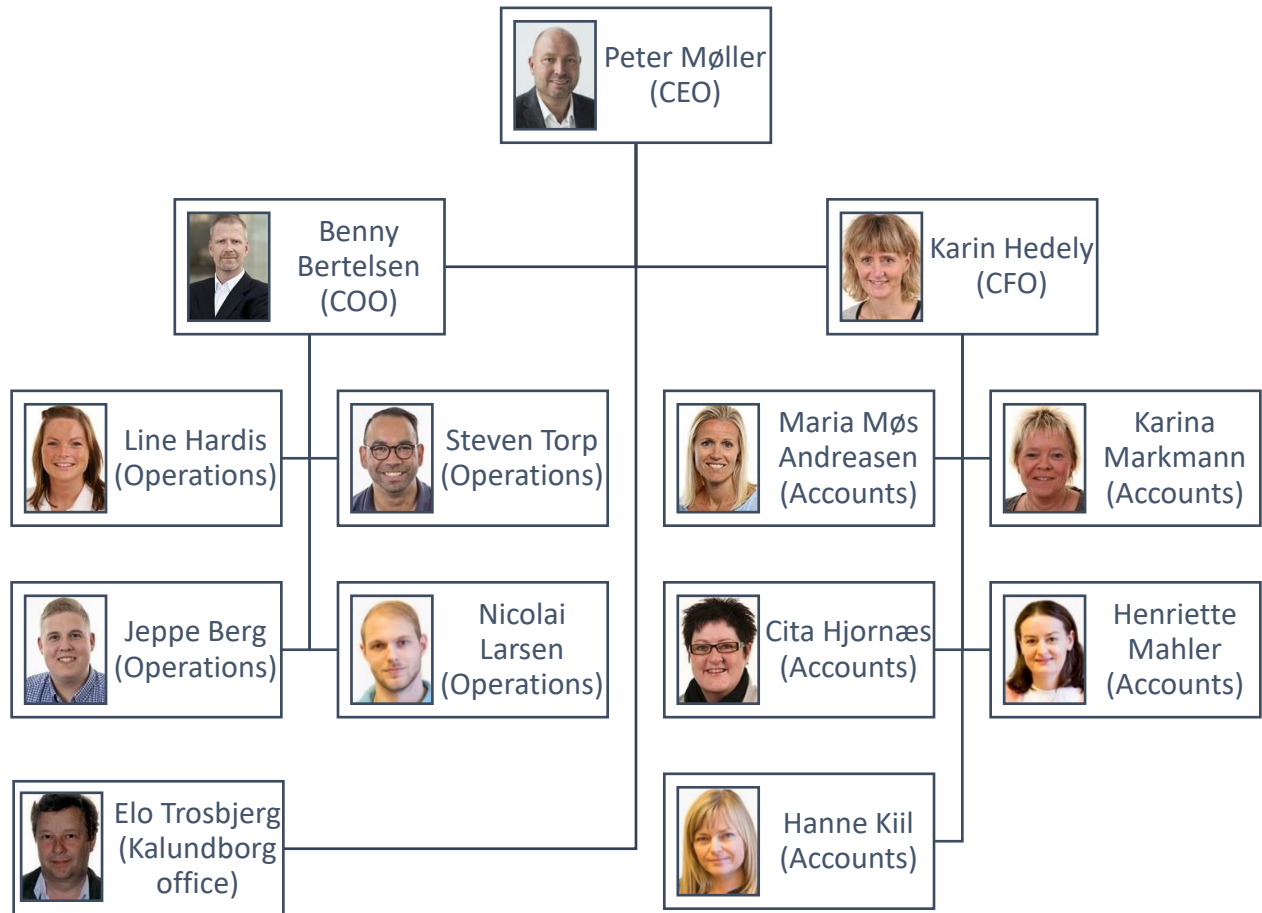 Peter Møller
(CEO)
Benny
Bertelsen
(COO)
Karin Hedely
(CFO)
Line Hardis
(Operations)
Steven Torp
(Operations)
Maria Møs
Andreasen
(Accounts)
Karina
Markmann
(Accounts)
Jeppe Berg
(Operations)
Nicolai
Larsen
(Operations)
Cita Hjornæs
(Accounts)
Henriette
Mahler
(Accounts)
Elo Trosbjerg
(Kalundborg
office)
Hanne Kiil
(Accounts)